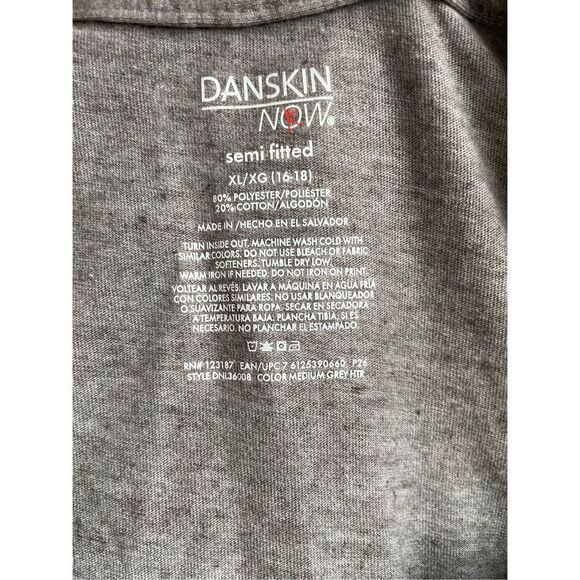 DANSKIN
NOW®
semi fitted
XL/XG (16-18)
80% POLYESTER/POLIÉSTER
20% COTTON/ALGODÓN
MADE IN /HECHO EN EL SALVADOR
TURN INSIDE OUT. MACHINE WASH COLD WITH
SIMILAR COLORS. DO NOT USE BLEACH OR FABRIC
SOFTENERS. TUMBLE DRY LOW.
WARM IRON IF NEEDED. DO NOT IRON ON PRINT.
VOLTEAR AL REVÉS. LAVAR A MÁQUINA EN AGUA FRÍA
CON COLORES SIMILARES. NO USAR BLANQUEADOR
O SUAVIZANTE PARA ROPA. SECAR EN SECADORA
A TEMPERATURA BAJA. PLANCHA TIBIA, SI ES
NECESARIO. NO PLANCHAR EL ESTAMPADO.
RN# 123187 EAN/UPC 7 6125390660 P26
STYLE DNL36008 COLOR MEDIUM GREY HTR